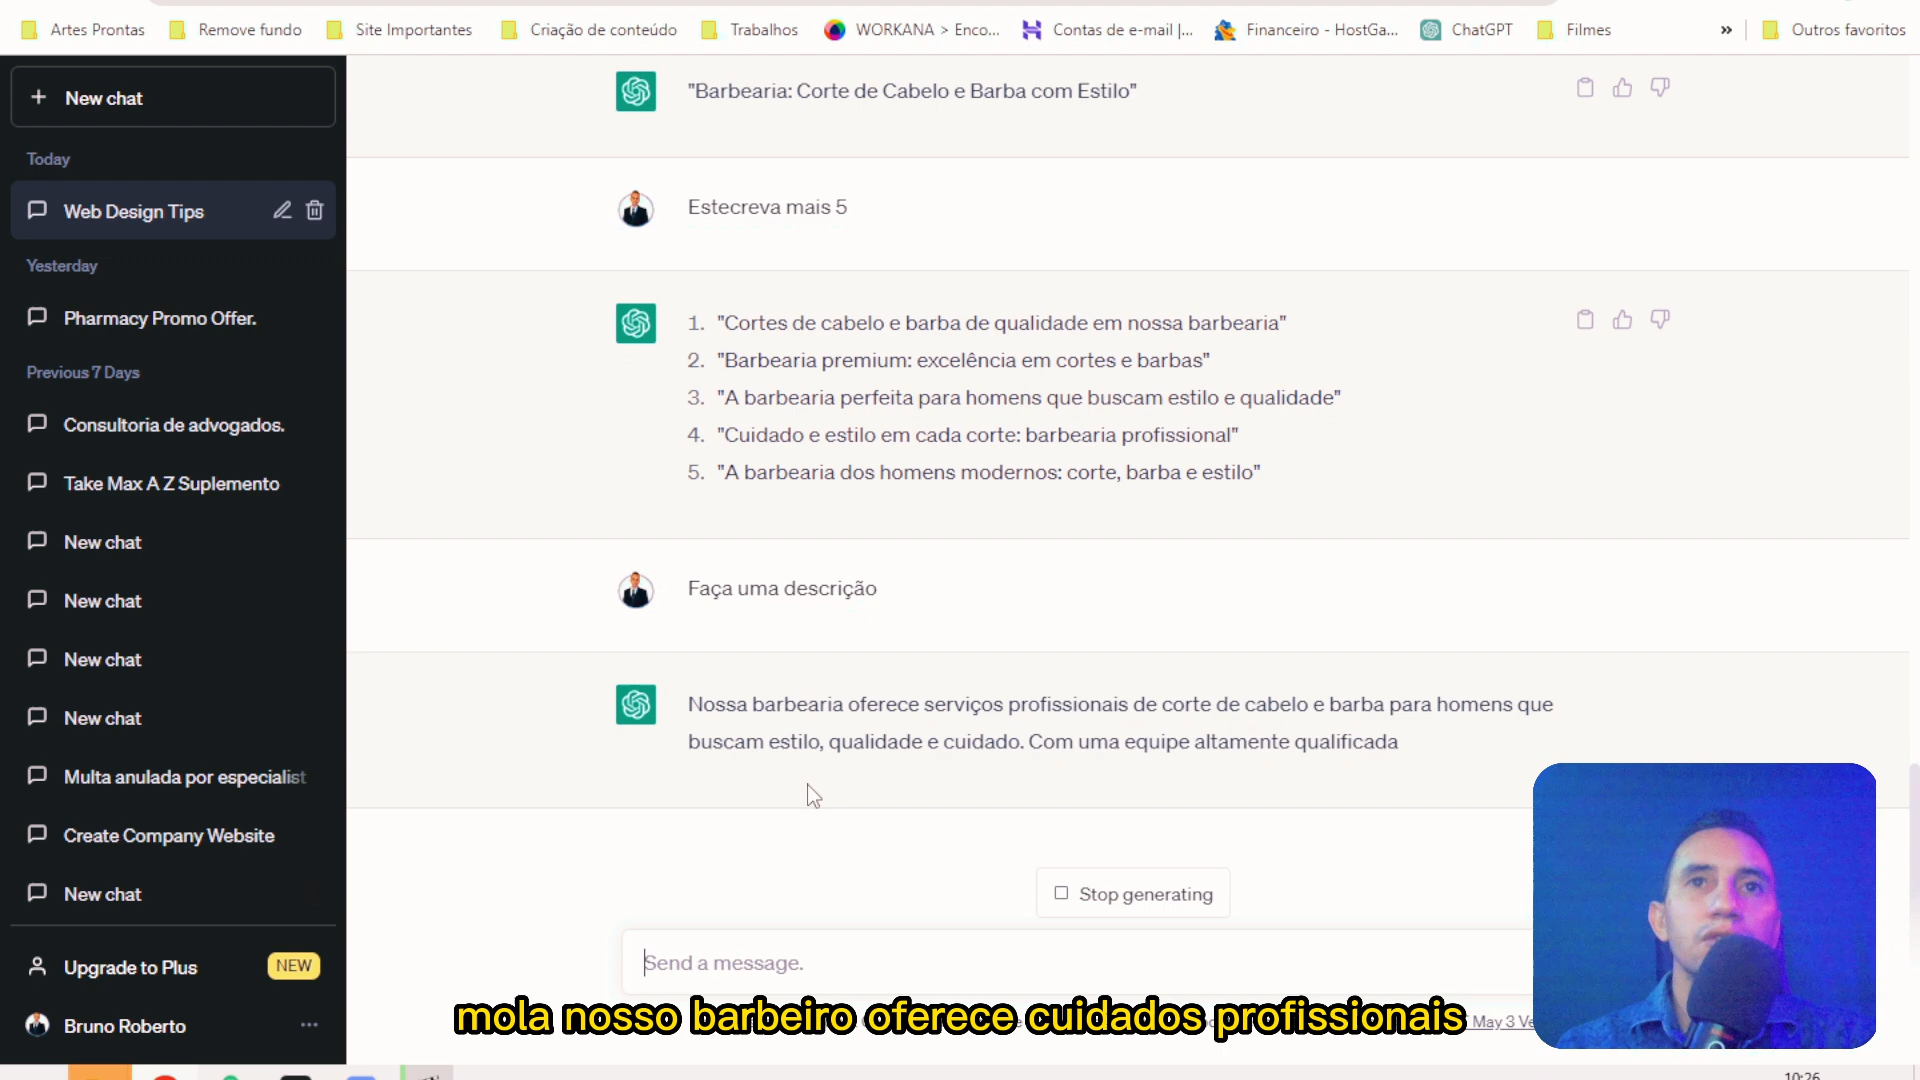 Artes Prontas
Remove fundo
Site Importantes
Criação de conteúdo
Trabalhos
WORKANA > Enco...
Contas de e-mail |...
Financeiro - HostGa...
ChatGPT
Filmes
»
Outros favoritos
+ New chat
Today
Web Design Tips
Yesterday
Pharmacy Promo Offer.
Previous 7 Days
Consultoria de advogados.
Take Max A Z Suplemento
New chat
New chat
New chat
New chat
Multa anulada por especialist
Create Company Website
New chat
Upgrade to Plus
NEW
Bruno Roberto
...
"Barbearia: Corte de Cabelo e Barba com Estilo"
Estecreva mais 5
1. "Cortes de cabelo e barba de qualidade em nossa barbearia"
2. "Barbearia premium: excelência em cortes e barbas"
3. "A barbearia perfeita para homens que buscam estilo e qualidade"
4. "Cuidado e estilo em cada corte: barbearia profissional"
5. "A barbearia dos homens modernos: corte, barba e estilo"
Faça uma descrição
Nossa barbearia oferece serviços profissionais de corte de cabelo e barba para homens que
buscam estilo, qualidade e cuidado. Com uma equipe altamente qualificada
Stop generating
Send a message.
mola nosso barbeiro oferece cuidados profissionais
May 3 Ve
10:26